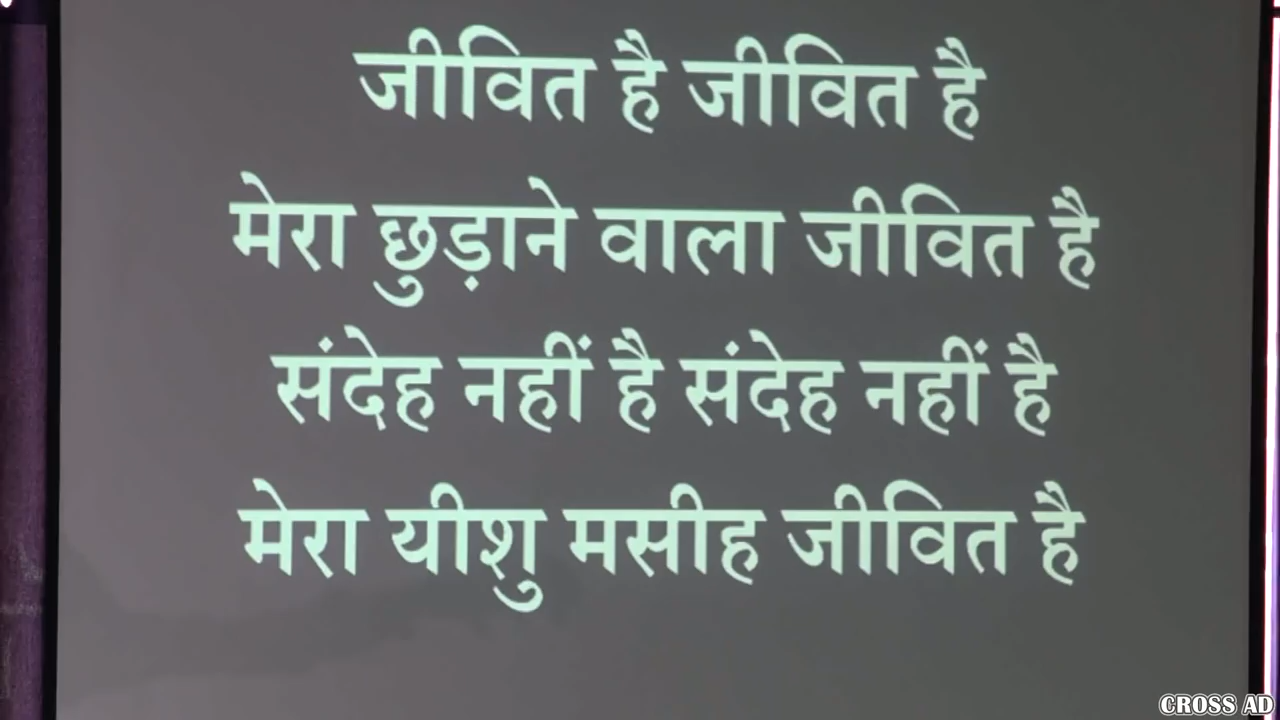 जीवित है जीवित है
मेरा छुड़ाने वाला जीवित है
संदेह नहीं है संदेह नहीं है
मेरा यीशु मसीह जीवित है
CROSS AD